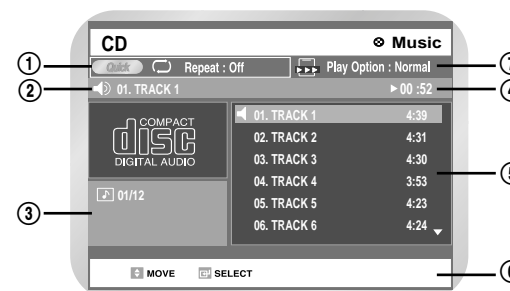 CD
Music
① Quick Repeat : Off Play Option : Normal
② 01. TRACK 1 00 :52
COMPACT
disc
DIGITAL AUDIO
01. TRACK 1 4:39
02. TRACK 2 4:31
03. TRACK 3 4:30
04. TRACK 4 3:53
05. TRACK 5 4:23
06. TRACK 6 4:24
③ 01/12
MOVE SELECT